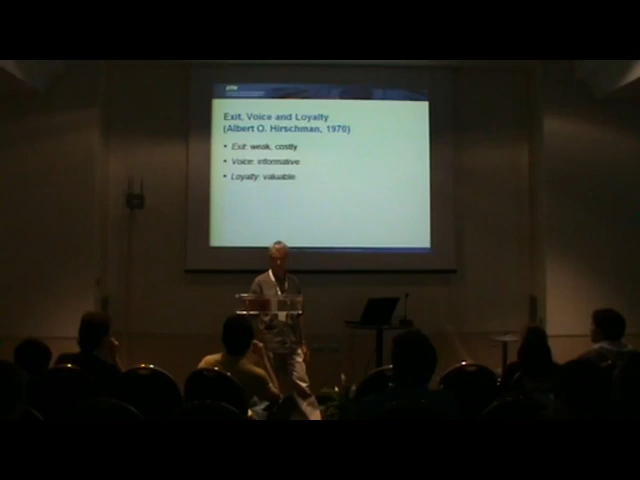 Exit, Voice and Loyalty
(Albert O. Hirschman, 1970)
• Exit: weak, costly
• Voice: informative
• Loyalty: valuable